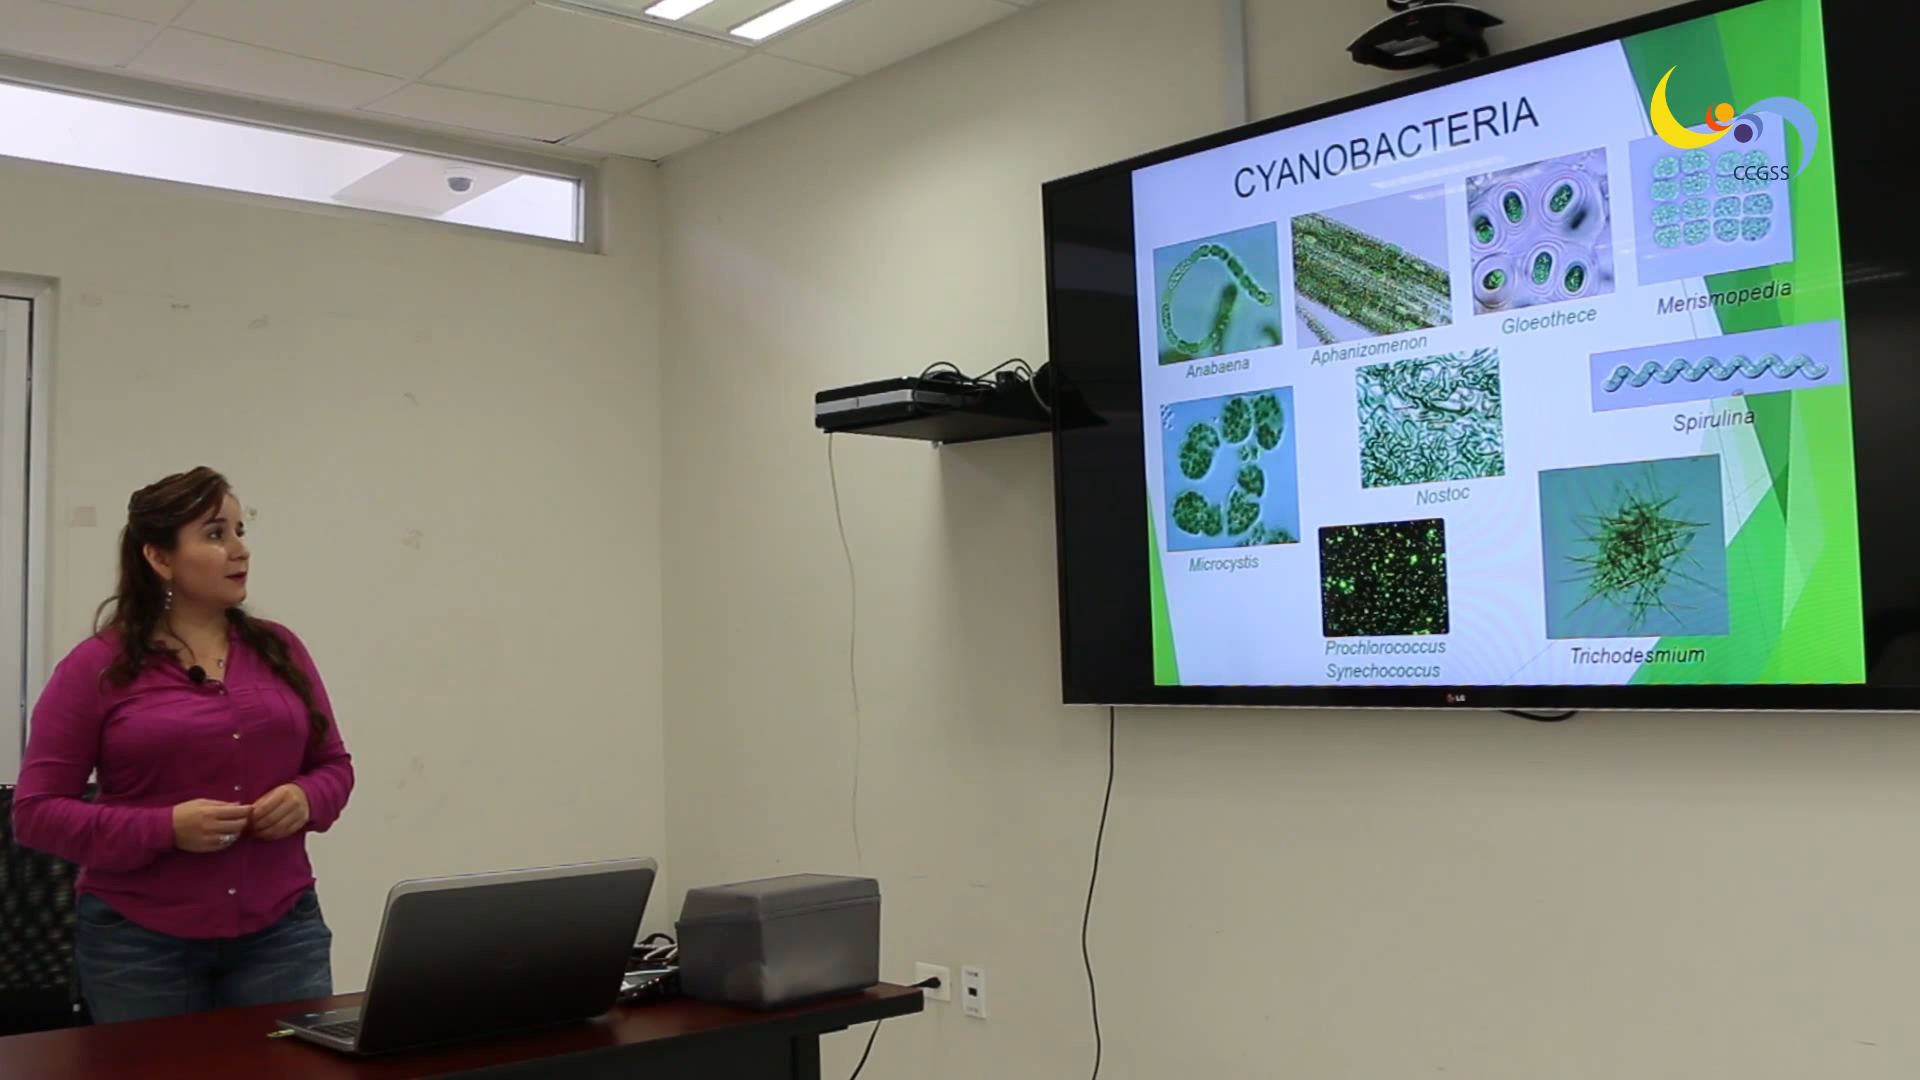 CYANOBACTERIA
CCGSS
Anabaena
Aphanizomenon
Gloeothece
Merismopedia
Spirulina
Nostoc
Microcystis
Prochlorococcus
Synechococcus
Trichodesmium
LG